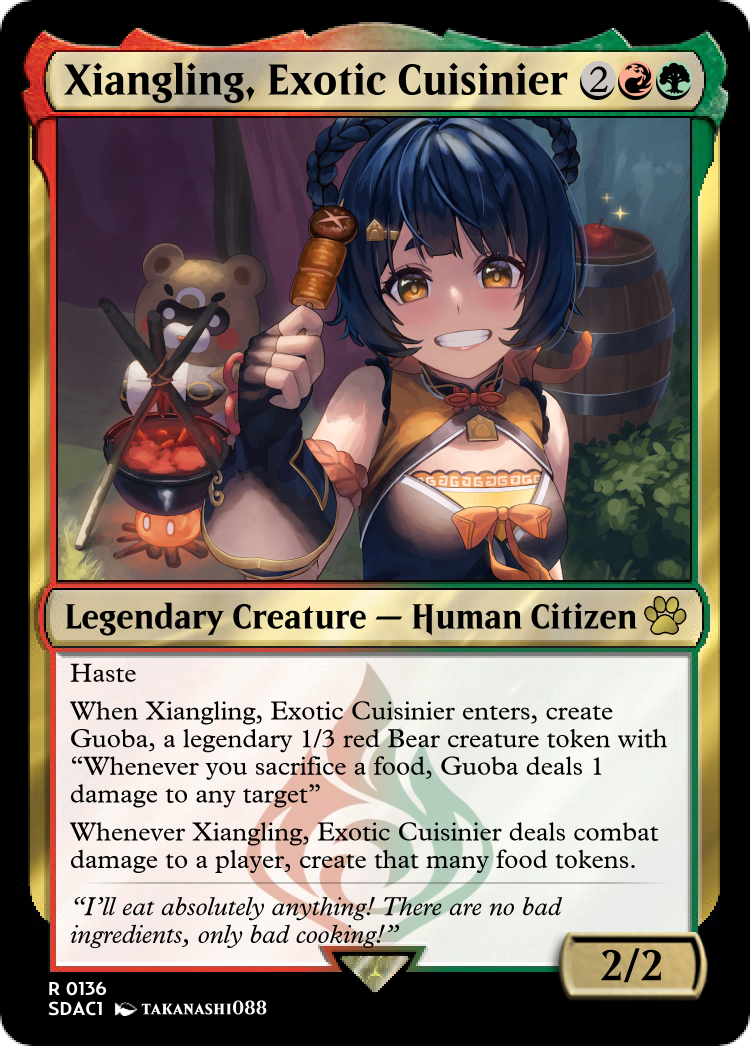 Xiangling, Exotic Cuisinier 2
Legendary Creature — Human Citizen
Haste
When Xiangling, Exotic Cuisinier enters, create
Guoba, a legendary 1/3 red Bear creature token with
“Whenever you sacrifice a food, Guoba deals 1
damage to any target”
Whenever Xiangling, Exotic Cuisinier deals combat
damage to a player, create that many food tokens.
“I’ll eat absolutely anything! There are no bad
ingredients, only bad cooking!”
2/2
R 0136
SDAC1 TAKANASHI088